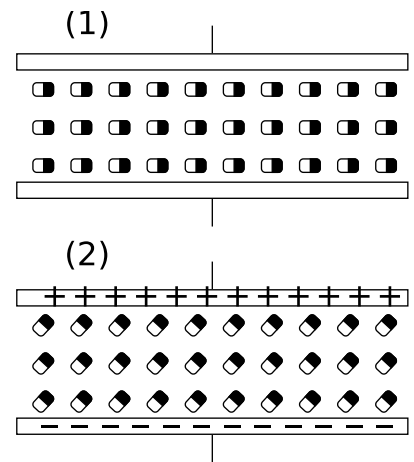 (1)
(2)
+ + + + + + + + + + + +
− − − − − − − − − − − −